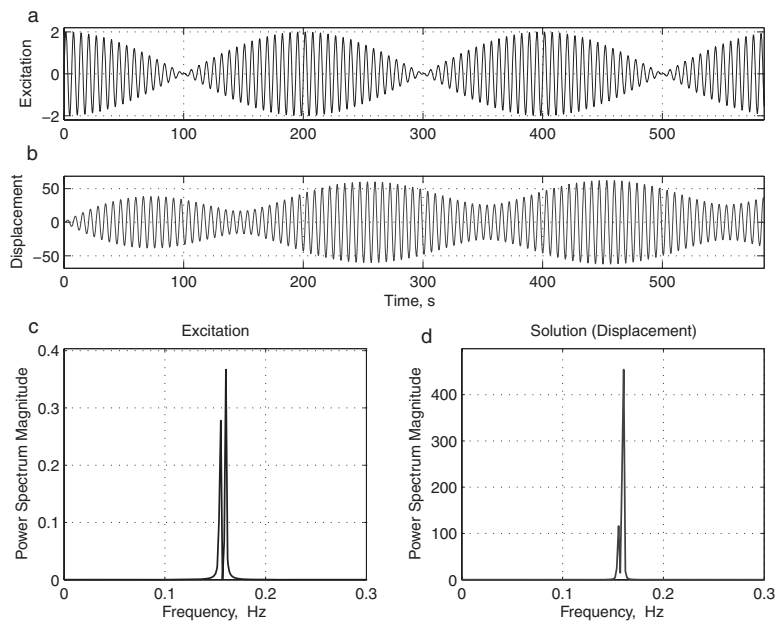 a
Excitation
2
0
−2
0 100 200 300 400 500
b
Displacement
50
0
−50
0 100 200 300 400 500
Time, s
c Excitation
Power Spectrum Magnitude
0.4
0.3
0.2
0.1
0
0 0.1 0.2 0.3
Frequency, Hz
d Solution (Displacement)
Power Spectrum Magnitude
400
300
200
100
0
0 0.1 0.2 0.3
Frequency, Hz